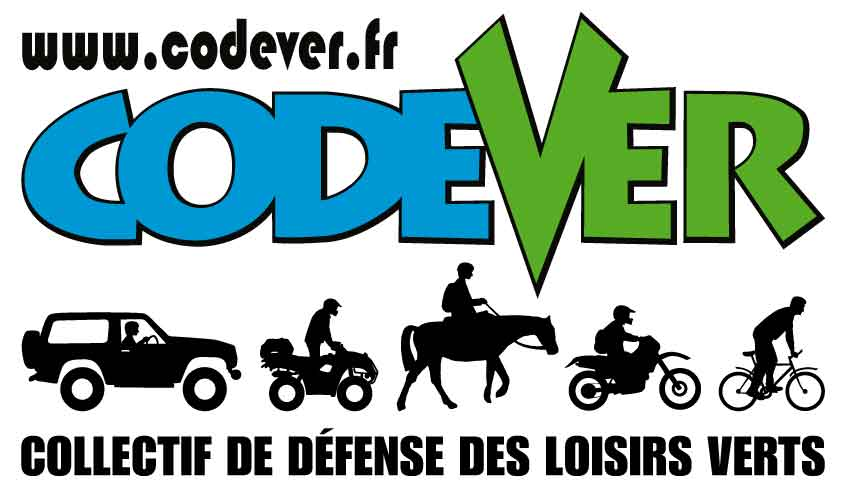 www.codever.fr
CODEVER
COLLECTIF DE DÉFENSE DES LOISIRS VERTS